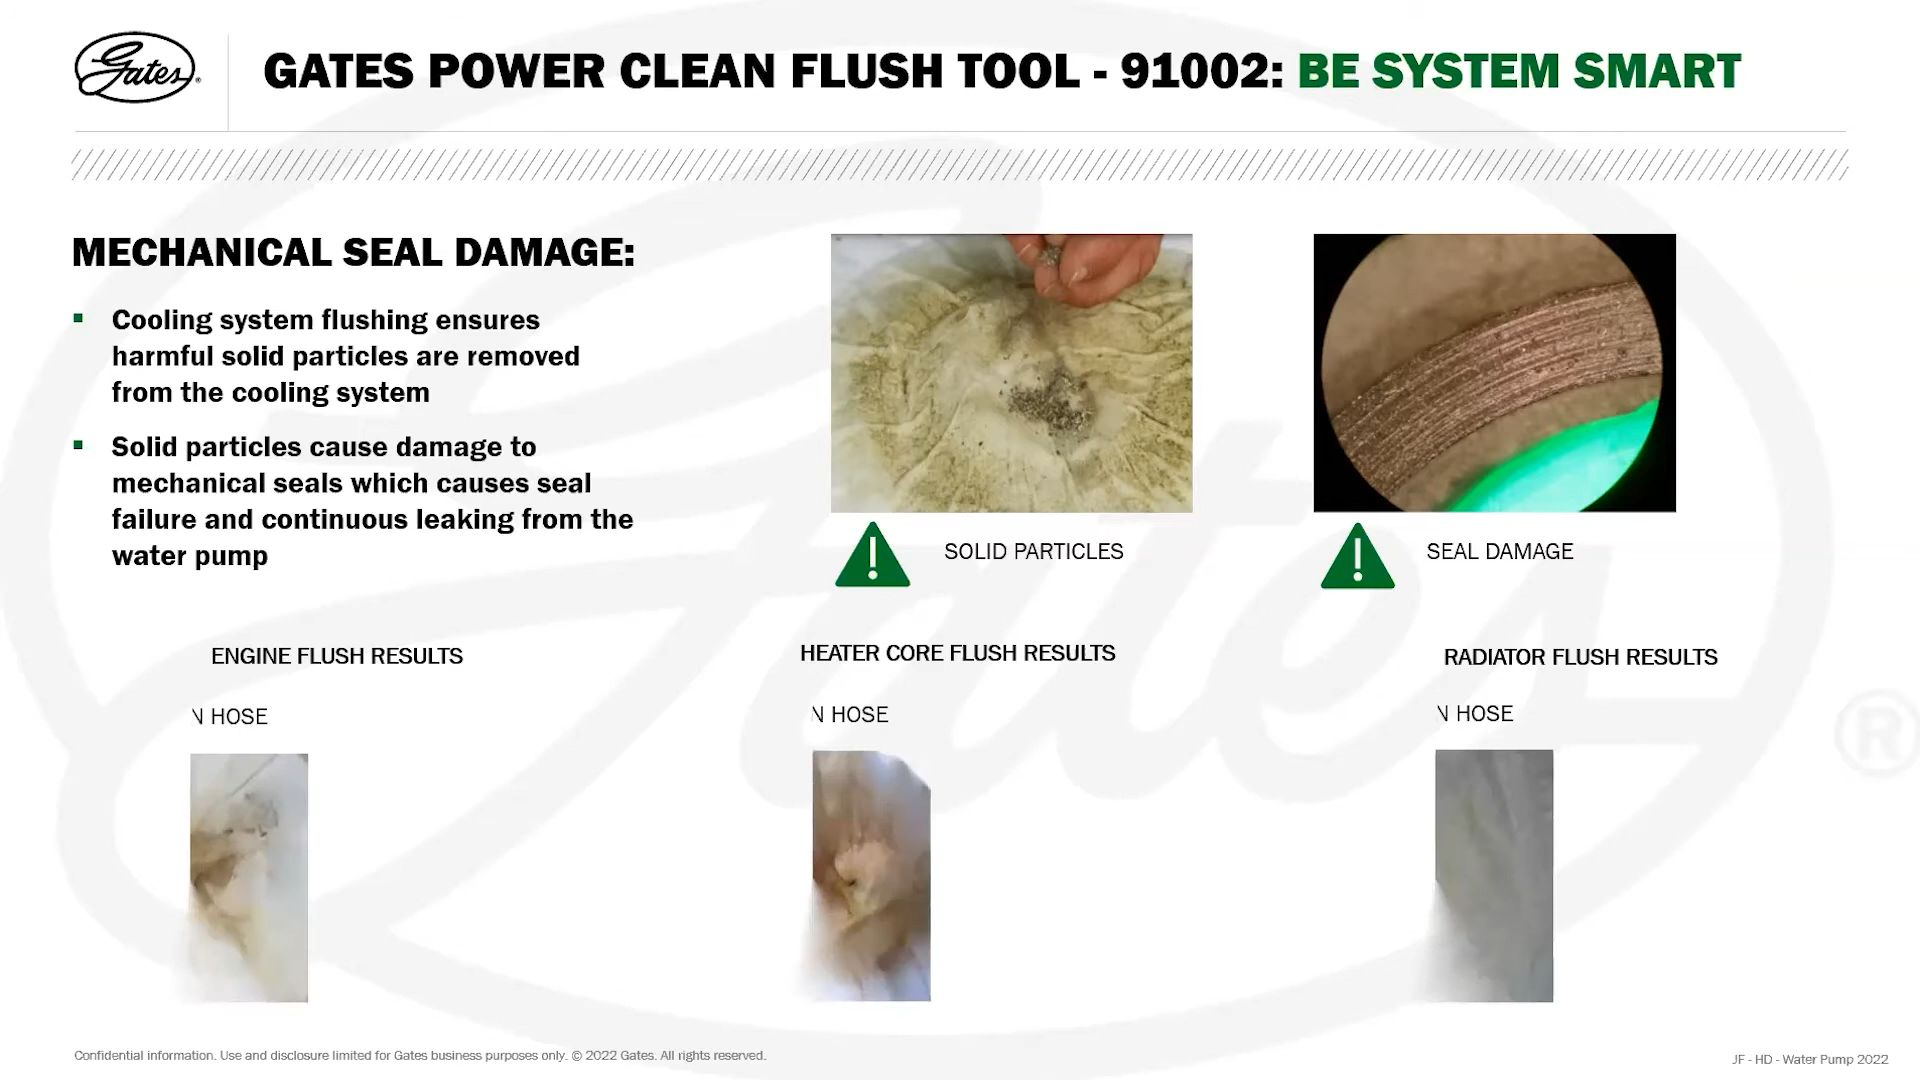 Gates®
GATES POWER CLEAN FLUSH TOOL - 91002: BE SYSTEM SMART
MECHANICAL SEAL DAMAGE:
Cooling system flushing ensures
harmful solid particles are removed
from the cooling system
Solid particles cause damage to
mechanical seals which causes seal
failure and continuous leaking from the
water pump
SOLID PARTICLES
SEAL DAMAGE
ENGINE FLUSH RESULTS
HEATER CORE FLUSH RESULTS
RADIATOR FLUSH RESULTS
N HOSE
N HOSE
N HOSE
Confidential information. Use and disclosure limited for Gates business purposes only. © 2022 Gates. All rights reserved.
JF - HD - Water Pump 2022